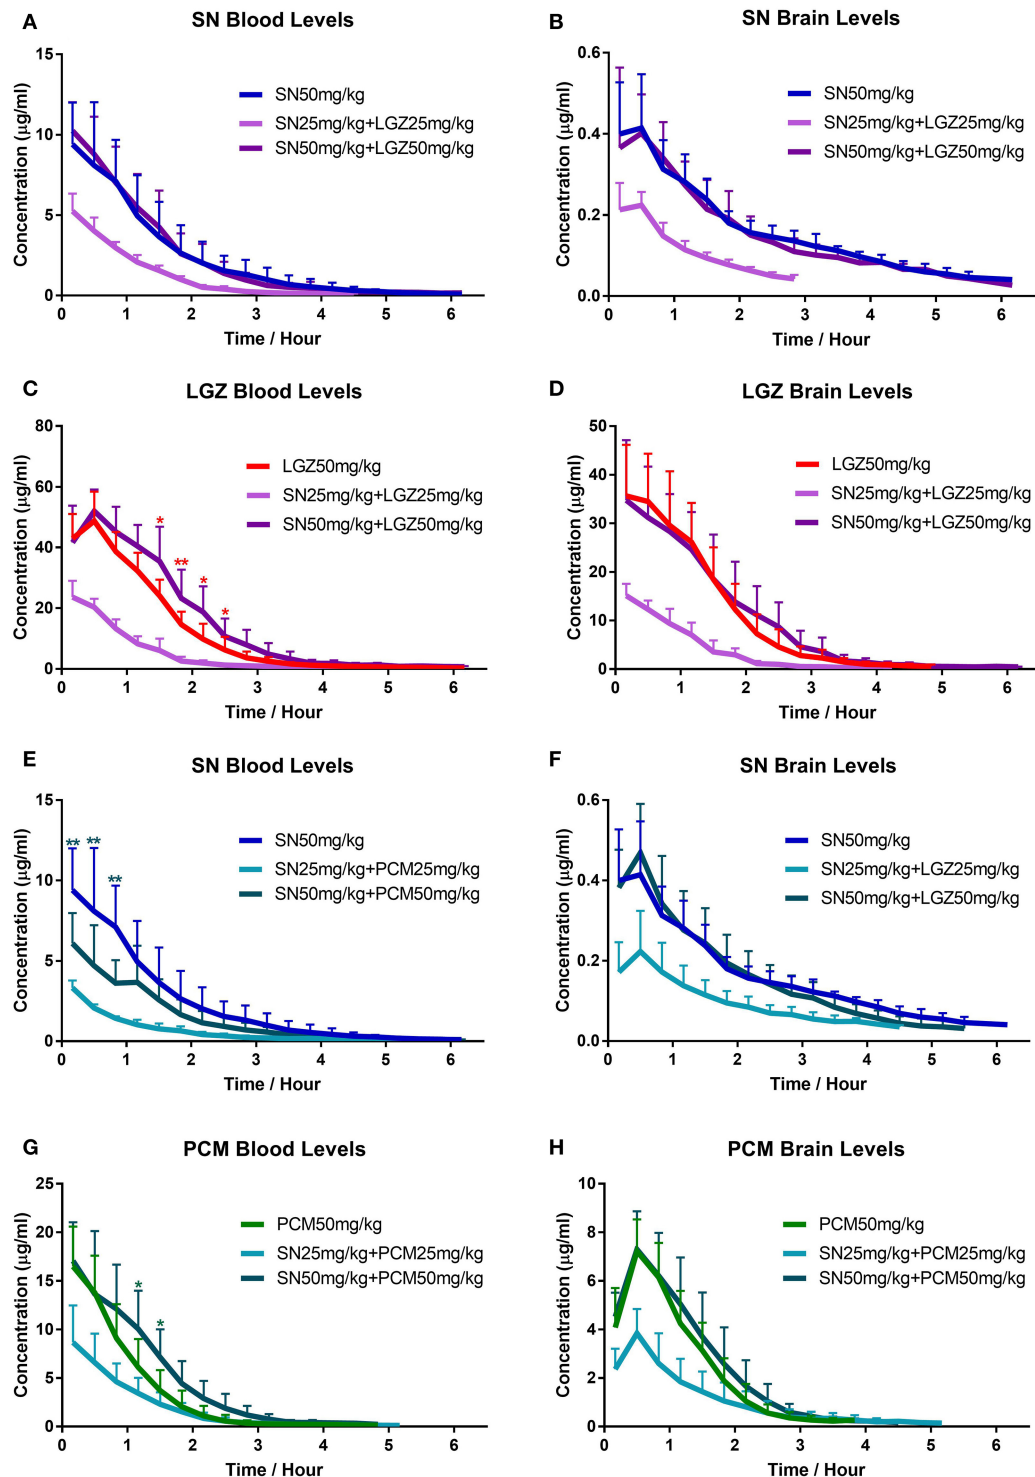 A
SN Blood Levels
15
10
5
0
Concentration (μg/ml)
SN50mg/kg
SN25mg/kg+LGZ25mg/kg
SN50mg/kg+LGZ50mg/kg
0 1 2 3 4 5 6
Time / Hour
B
SN Brain Levels
0.6
0.4
0.2
0.0
Concentration (μg/ml)
SN50mg/kg
SN25mg/kg+LGZ25mg/kg
SN50mg/kg+LGZ50mg/kg
0 1 2 3 4 5 6
Time / Hour
C
LGZ Blood Levels
80
60
40
20
0
Concentration (μg/ml)
LGZ50mg/kg
SN25mg/kg+LGZ25mg/kg
SN50mg/kg+LGZ50mg/kg
* ** * *
0 1 2 3 4 5 6
Time / Hour
D
LGZ Brain Levels
50
40
30
20
10
0
Concentration (μg/ml)
LGZ50mg/kg
SN25mg/kg+LGZ25mg/kg
SN50mg/kg+LGZ50mg/kg
0 1 2 3 4 5 6
Time / Hour
E
SN Blood Levels
15
10
5
0
Concentration (μg/ml)
** ** **
SN50mg/kg
SN25mg/kg+PCM25mg/kg
SN50mg/kg+PCM50mg/kg
0 1 2 3 4 5 6
Time / Hour
F
SN Brain Levels
0.6
0.4
0.2
0.0
Concentration (μg/ml)
SN50mg/kg
SN25mg/kg+LGZ25mg/kg
SN50mg/kg+LGZ50mg/kg
0 1 2 3 4 5 6
Time / Hour
G
PCM Blood Levels
25
20
15
10
5
0
Concentration (μg/ml)
PCM50mg/kg
SN25mg/kg+PCM25mg/kg
SN50mg/kg+PCM50mg/kg
* *
0 1 2 3 4 5 6
Time / Hour
H
PCM Brain Levels
10
8
6
4
2
0
Concentration (μg/ml)
PCM50mg/kg
SN25mg/kg+PCM25mg/kg
SN50mg/kg+PCM50mg/kg
0 1 2 3 4 5 6
Time / Hour